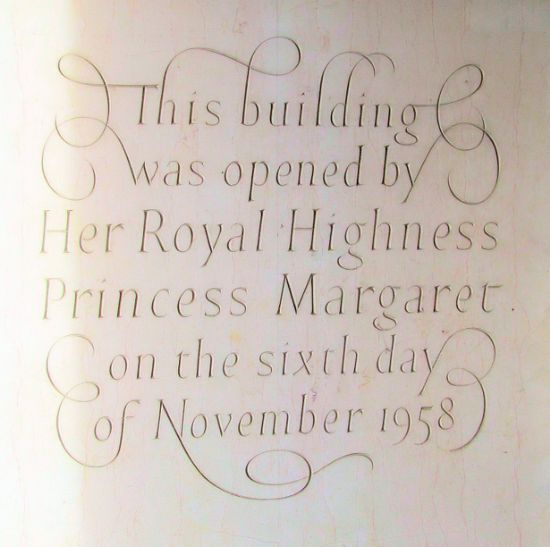 This building
was opened by
Her Royal Highness
Princess Margaret
on the sixth day
of November 1958